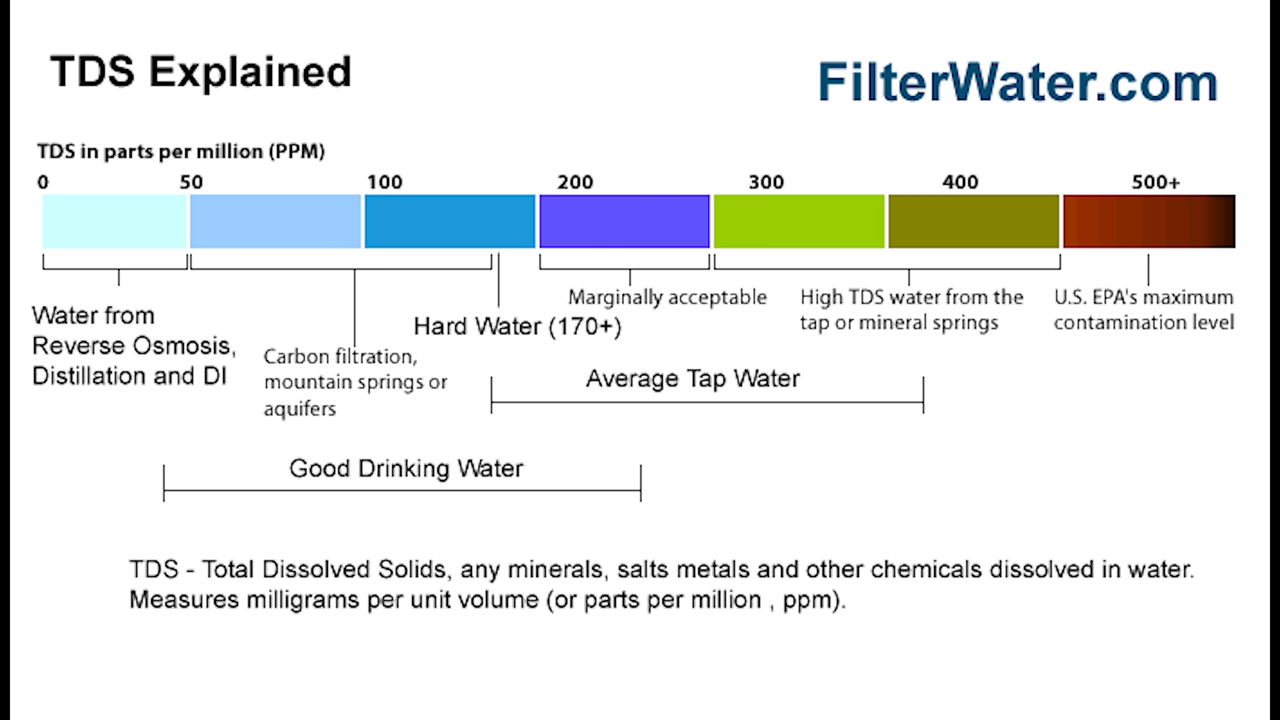 TDS Explained
FilterWater.com
TDS in parts per million (PPM)
0 50 100 200 300 400 500+
Water from
Reverse Osmosis,
Distillation and DI
Carbon filtration,
mountain springs or
aquifers
Hard Water (170+)
Marginally acceptable
High TDS water from the
tap or mineral springs
U.S. EPA's maximum
contamination level
Average Tap Water
Good Drinking Water
TDS - Total Dissolved Solids, any minerals, salts metals and other chemicals dissolved in water.
Measures milligrams per unit volume (or parts per million , ppm).